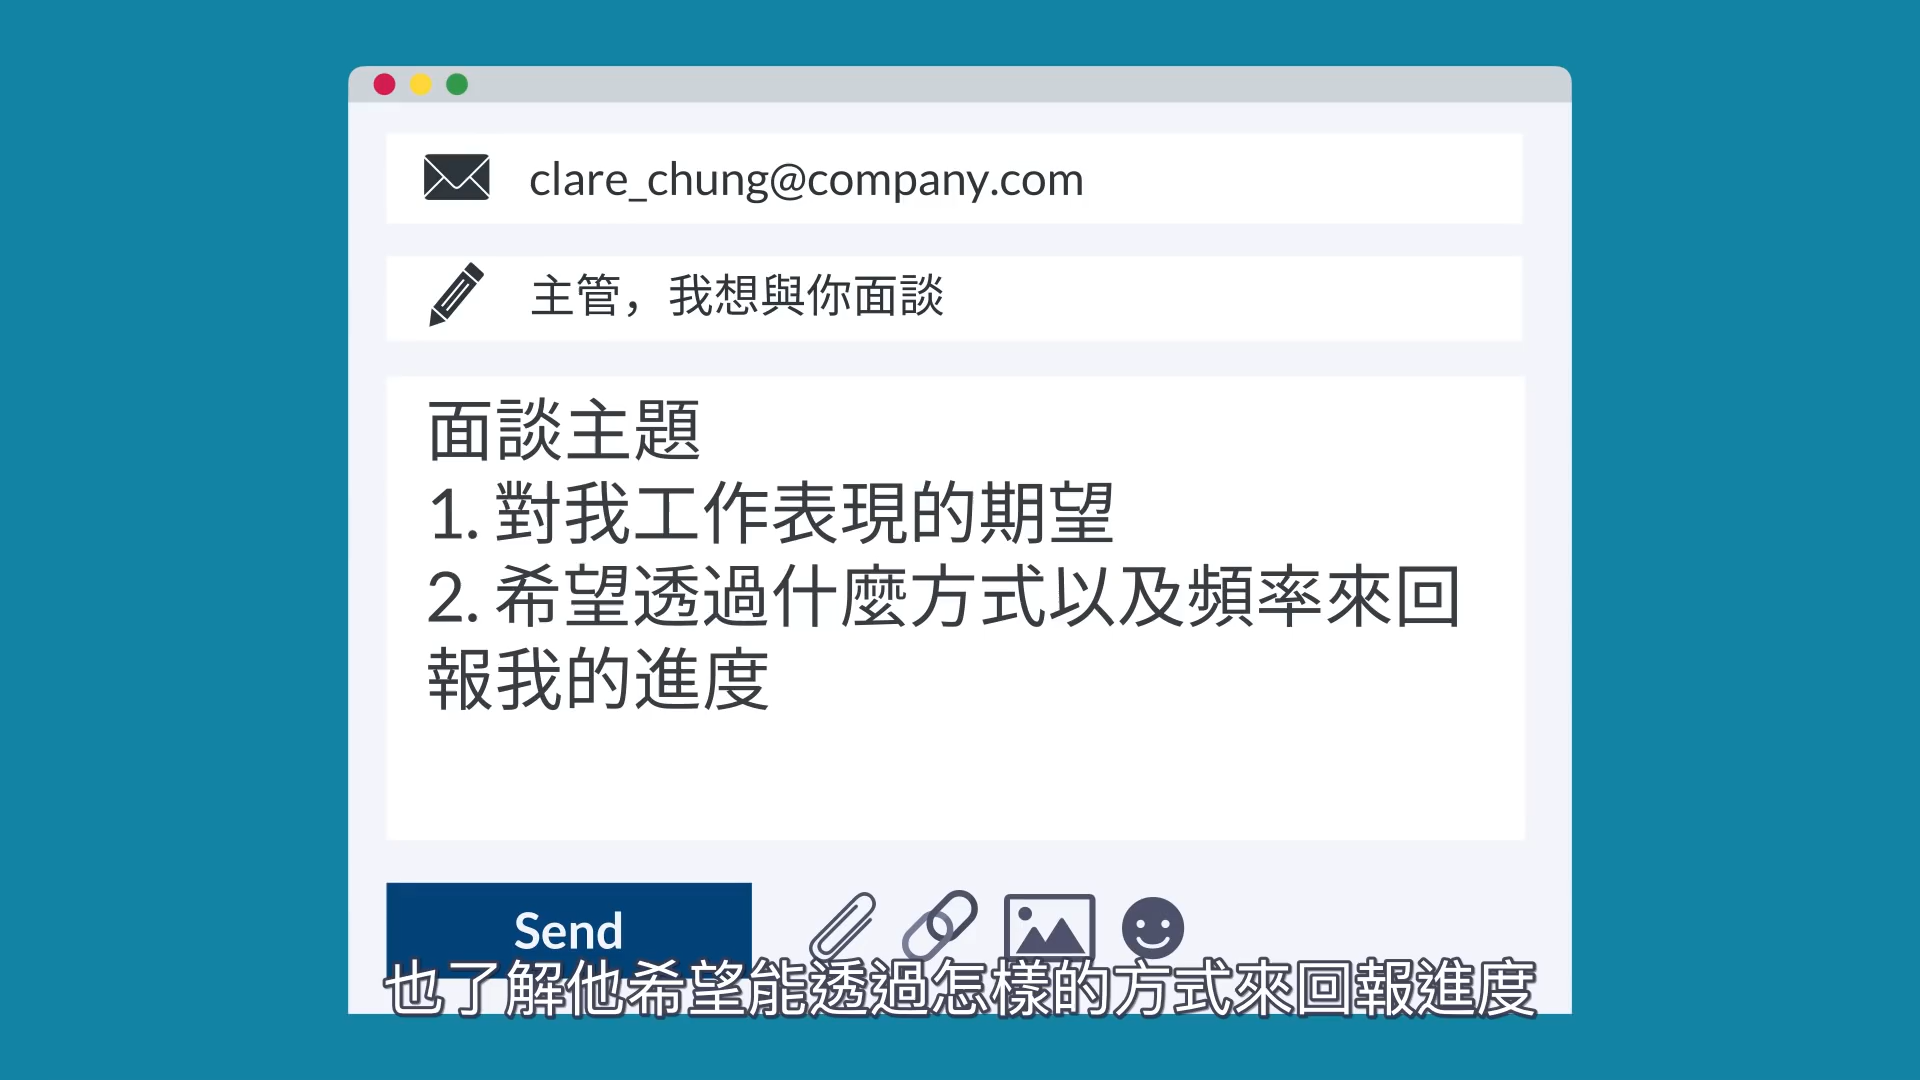 clare_chung@company.com
主管，我想與你面談
面談主題
1. 對我工作表現的期望
2. 希望透過什麼方式以及頻率來回
報我的進度
Send
也了解他希望能透過怎樣的方式來回報進度